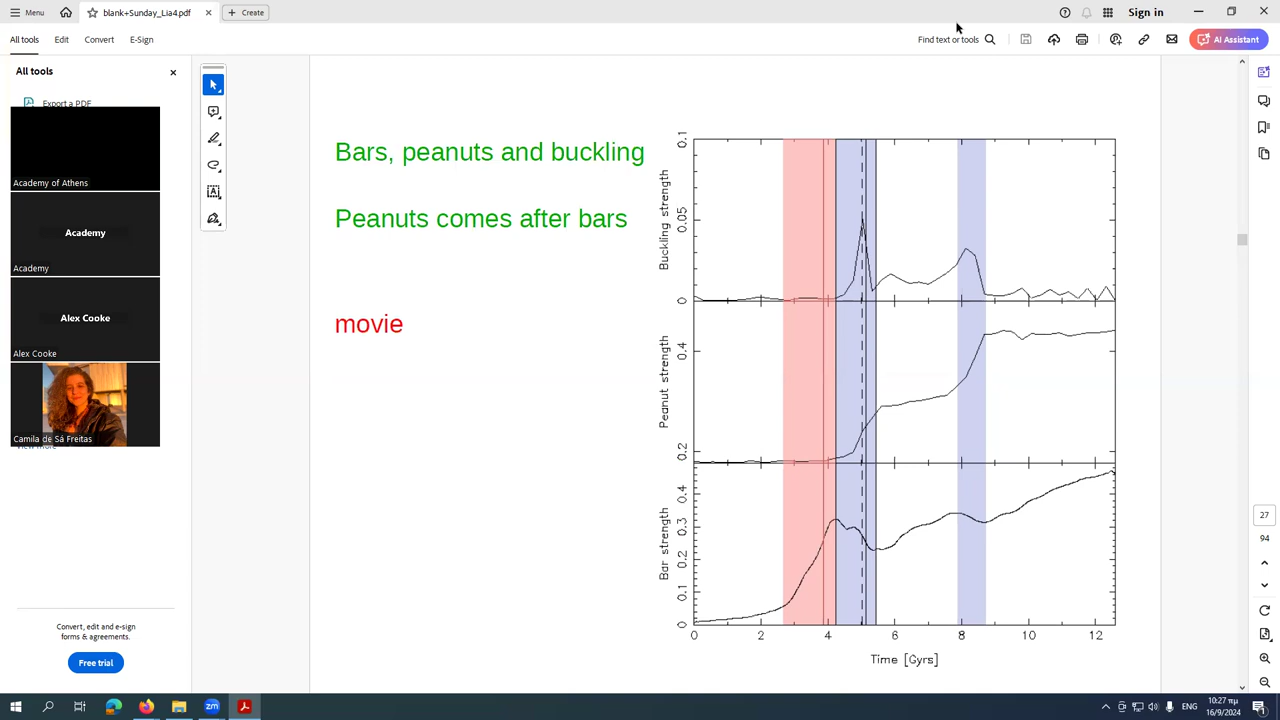 Menu
blank+Sunday_Lia4.pdf
Create
Sign in
All tools
Edit
Convert
E-Sign
Find text or tools
AI Assistant
All tools
Export a PDF
Academy of Athens
Academy
Academy
Alex Cooke
Alex Cooke
Camila de Sá Freitas
View more
Convert, edit and e-sign
forms & agreements.
Free trial
Bars, peanuts and buckling
Peanuts comes after bars
movie
Buckling strength
0.1
0.05
0
Peanut strength
0.4
0.2
Bar strength
0.4
0.3
0.2
0.1
0
0 2 4 6 8 10 12
Time [Gyrs]
27
94
ENG
10:27 πμ
16/9/2024